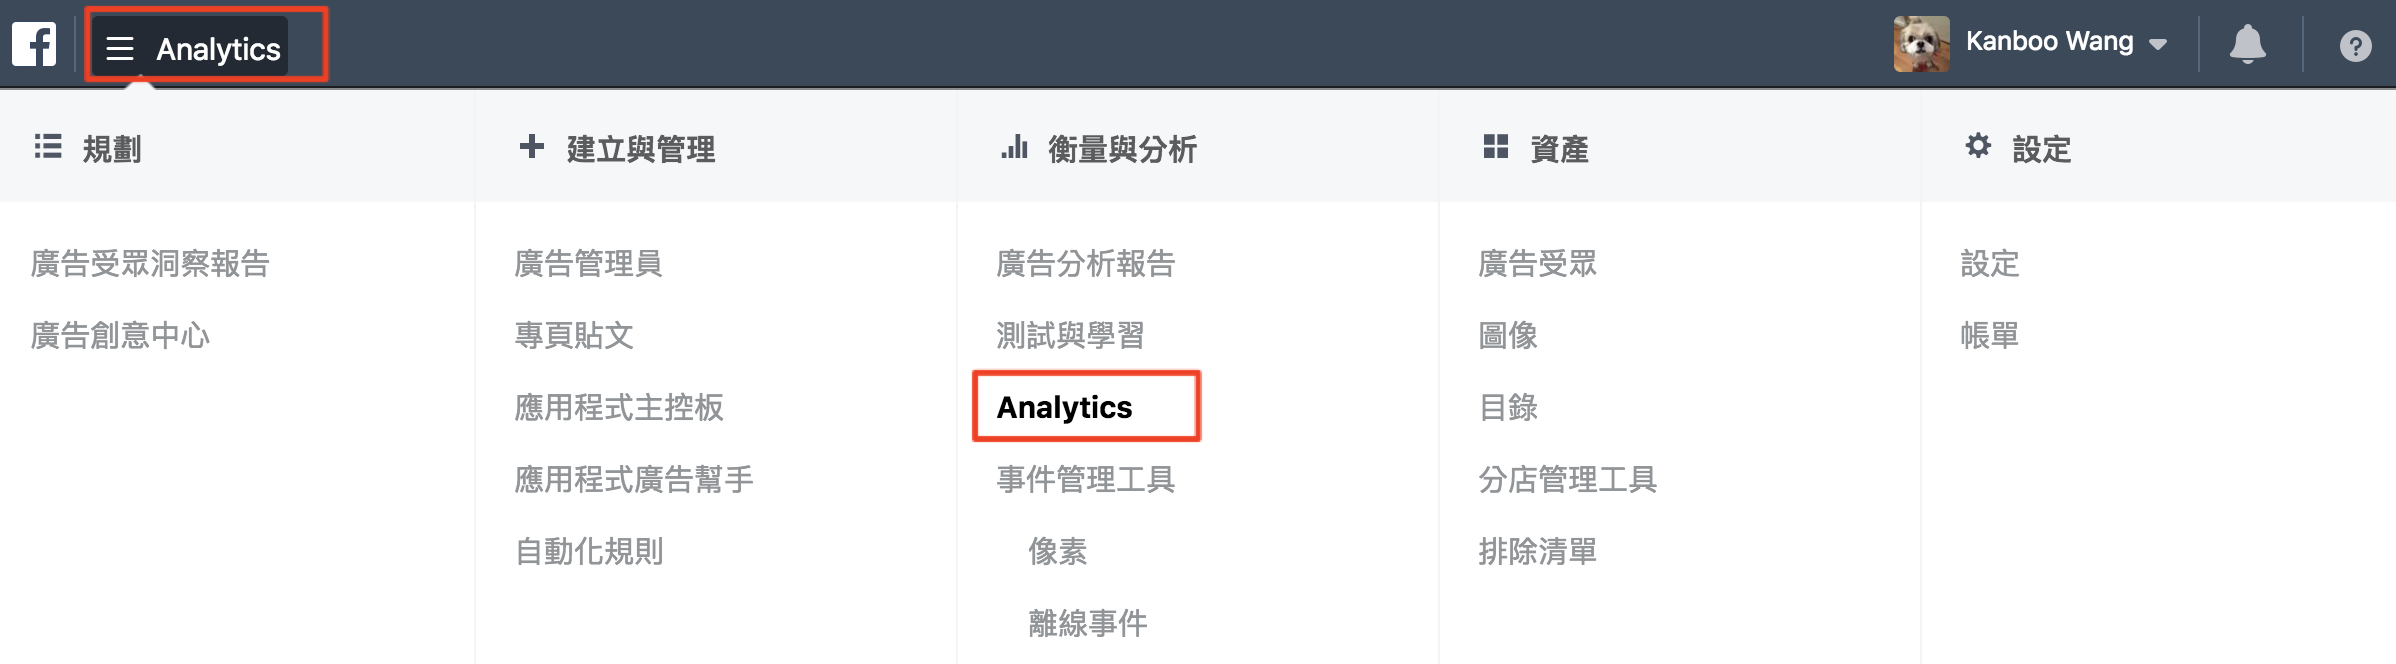 Analytics
Kanboo Wang
規劃
廣告受眾洞察報告
廣告創意中心
建立與管理
廣告管理員
專頁貼文
應用程式主控板
應用程式廣告幫手
自動化規則
衡量與分析
廣告分析報告
測試與學習
Analytics
事件管理工具
像素
離線事件
資產
廣告受眾
圖像
目錄
分店管理工具
排除清單
設定
設定
帳單